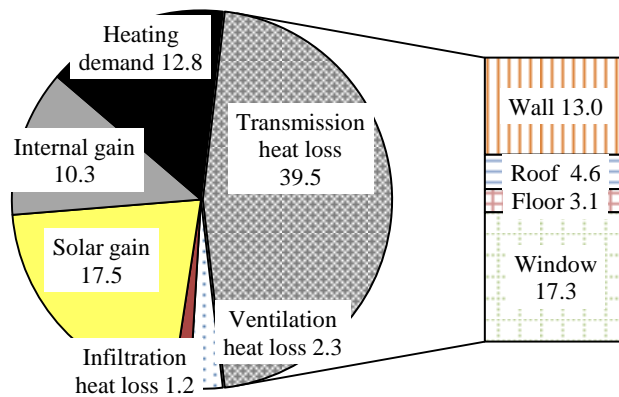 Heating
demand 12.8
Transmission
heat loss
39.5
Internal gain
10.3
Solar gain
17.5
Ventilation
heat loss 2.3
Infiltration
heat loss 1.2
Wall 13.0
Roof 4.6
Floor 3.1
Window
17.3